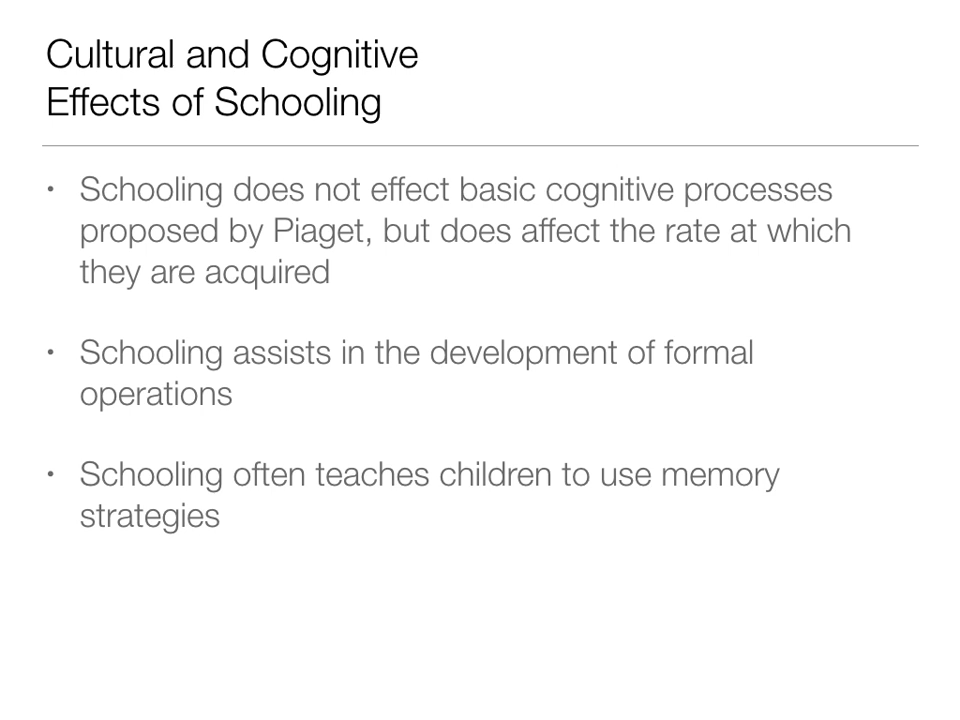 Cultural and Cognitive
Effects of Schooling
• Schooling does not effect basic cognitive processes
proposed by Piaget, but does affect the rate at which
they are acquired
• Schooling assists in the development of formal
operations
• Schooling often teaches children to use memory
strategies